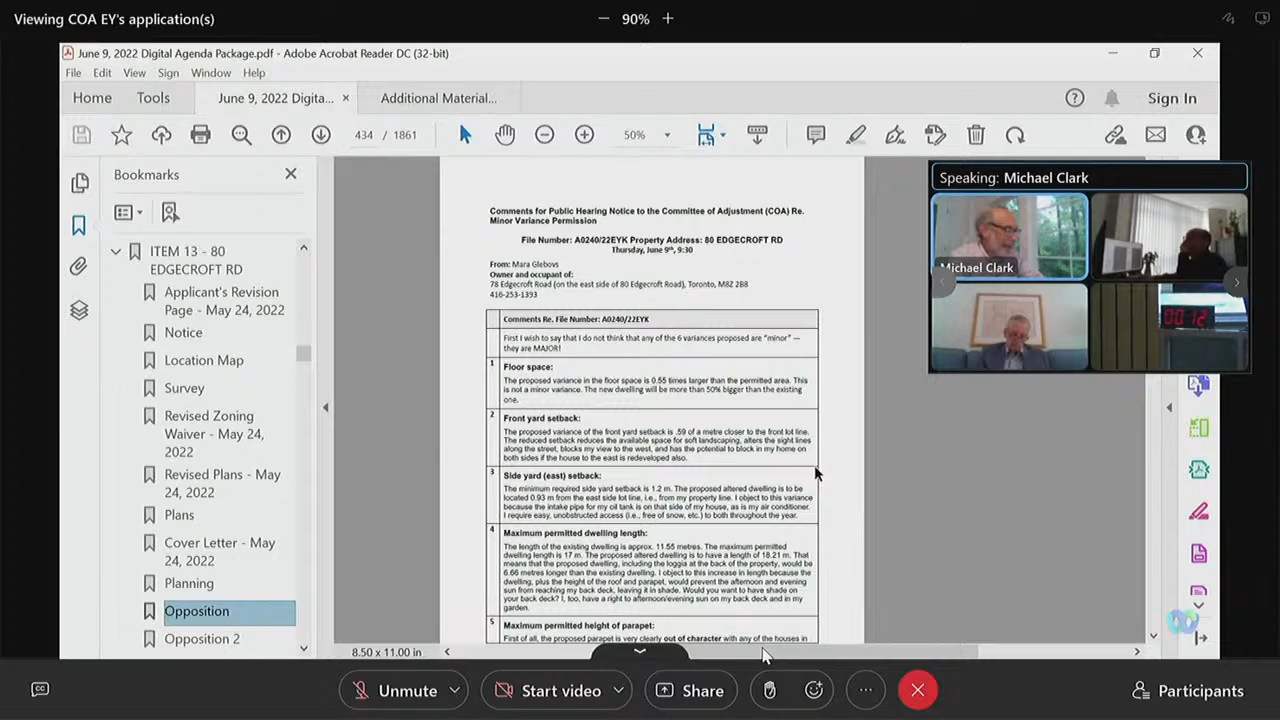 Viewing COA EY's application(s)
90%
June 9, 2022 Digital Agenda Package.pdf - Adobe Acrobat Reader DC (32-bit)
File Edit View Sign Window Help
Home Tools June 9, 2022 Digita... × Additional Material... Sign In
434 / 1861 50%
Bookmarks
ITEM 13 - 80
EDGECROFT RD
Applicant's Revision
Page - May 24, 2022
Notice
Location Map
Survey
Revised Zoning
Waiver - May 24,
2022
Revised Plans - May
24, 2022
Plans
Cover Letter - May
24, 2022
Planning
Opposition
Opposition 2
Comments for Public Hearing Notice to the Committee of Adjustment (COA) Re.
Minor Variance Permission
File Number: A0240/22EYK Property Address: 80 EDGECROFT RD
Thursday, June 9th, 9:30
From: Mara Glebovs
Owner and occupant of:
78 Edgecroft Road (on the east side of 80 Edgecroft Road), Toronto, M8Z 2B8
416-253-1393
Comments Re. File Number: A0240/22EYK
First I wish to say that I do not think that any of the 6 variances proposed are "minor" —
they are MAJOR!
1 Floor space:
The proposed variance in the floor space is 0.55 times larger than the permitted area. This
is not a minor variance. The new dwelling will be more than 50% bigger than the existing
one.
2 Front yard setback:
The proposed variance of the front yard setback is .59 of a metre closer to the front lot line.
The reduced setback reduces the available space for soft landscaping, alters the sight lines
along the street, blocks my view to the west, and has the potential to block in my home on
both sides if the house to the east is redeveloped also.
3 Side yard (east) setback:
The minimum required side yard setback is 1.2 m. The proposed altered dwelling is to be
located 0.93 m from the east side lot line, i.e., from my property line. I object to this variance
because the intake pipe for my oil tank is on that side of my house, as is my air conditioner.
I require easy, unobstructed access (i.e., free of snow, etc.) to both throughout the year.
4 Maximum permitted dwelling length:
The length of the existing dwelling is approx. 11.55 metres. The maximum permitted
dwelling length is 17 m. The proposed altered dwelling is to have a length of 18.21 m. That
means that the proposed dwelling, including the loggia at the back of the property, would be
6.66 metres longer than the existing dwelling. I object to this increase in length because the
dwelling, plus the height of the roof and parapet, would prevent the afternoon and evening
sun from reaching my back deck, leaving it in shade. Would you want to have shade on
your back deck? I, too, have a right to afternoon/evening sun on my back deck and in my
garden.
5 Maximum height of parapet:
First of all, the proposed parapet is very clearly out of character with any of the houses in
8.50 x 11.00 in
Speaking: Michael Clark
Michael Clark
00:12
Unmute Start video Share Participants